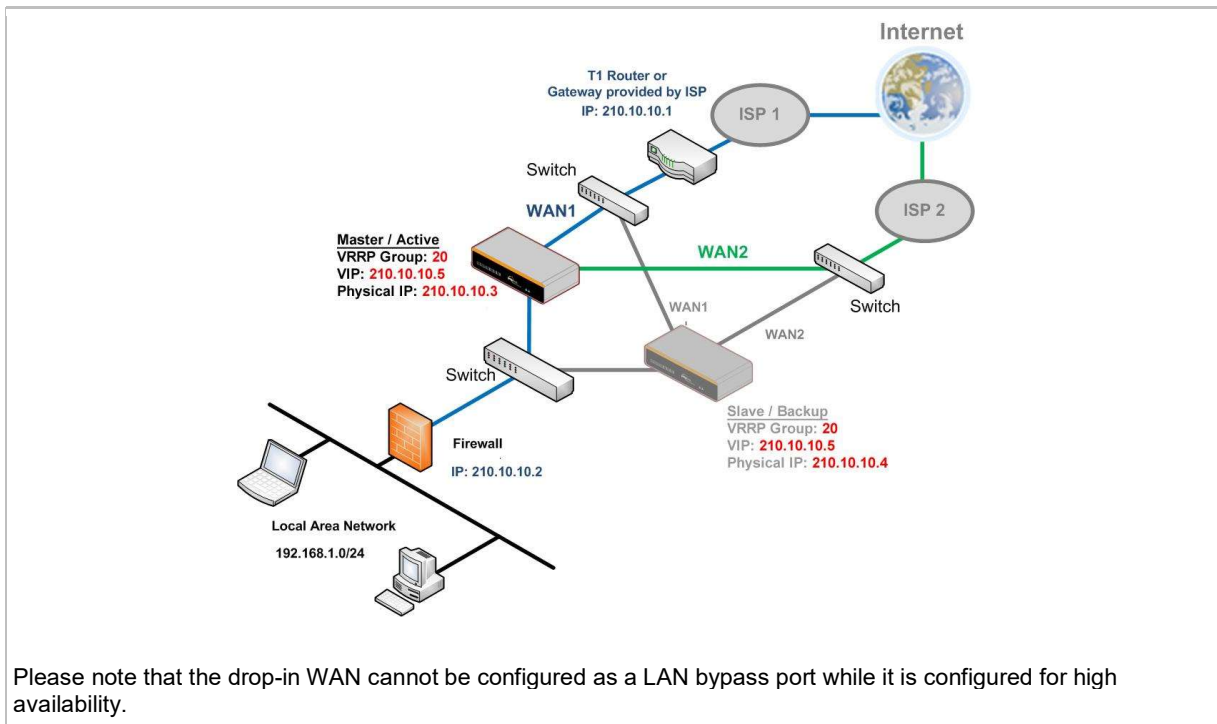 Internet
T1 Router or
Gateway provided by ISP
IP: 210.10.10.1
ISP 1
Switch
WAN1
ISP 2
Master / Active
VRRP Group: 20
VIP: 210.10.10.5
Physical IP: 210.10.10.3
WAN2
Switch
WAN1
WAN2
Switch
Slave / Backup
VRRP Group: 20
VIP: 210.10.10.5
Physical IP: 210.10.10.4
Firewall
IP: 210.10.10.2
Local Area Network
192.168.1.0/24
Please note that the drop-in WAN cannot be configured as a LAN bypass port while it is configured for high
availability.